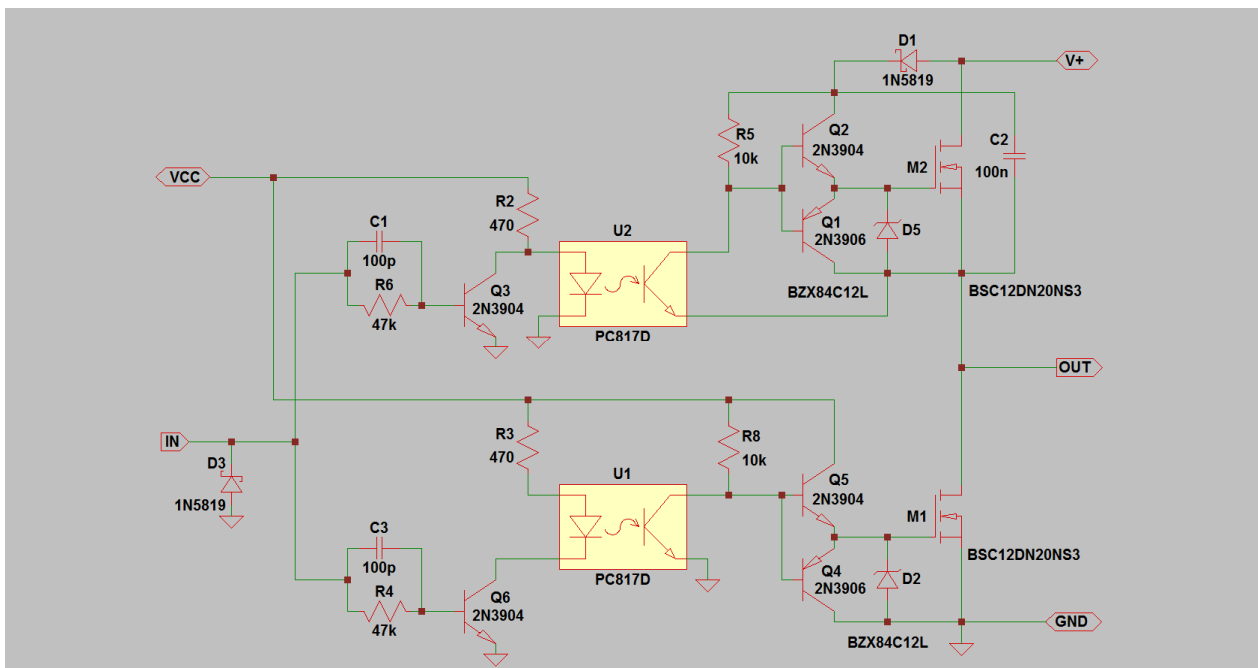 D1
V+
1N5819
Q2
R5
2N3904
C2
10k
M2
100n
VCC
R2
470
C1
U2
Q1
D5
100p
2N3906
R6
Q3
2N3904
BZX84C12L
BSC12DN20NS3
47k
PC817D
OUT
R3
R8
IN
470
10k
D3
U1
Q5
1N5819
2N3904
M1
C3
BSC12DN20NS3
100p
Q4
D2
R4
Q6
2N3906
2N3904
47k
PC817D
GND
BZX84C12L